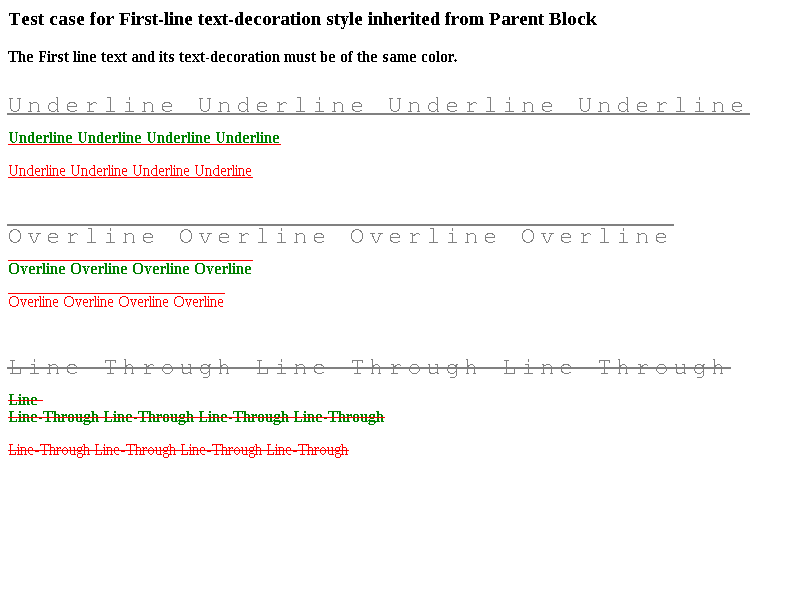 Test case for First-line text-decoration style inherited from Parent Block
The First line text and its text-decoration must be of the same color.
Underline Underline Underline Underline
Underline Underline Underline Underline
Underline Underline Underline Underline
Overline Overline Overline Overline
Overline Overline Overline Overline
Overline Overline Overline Overline
Line Through Line Through Line Through
Line-
Line-Through Line-Through Line-Through Line-Through
Line-Through Line-Through Line-Through Line-Through